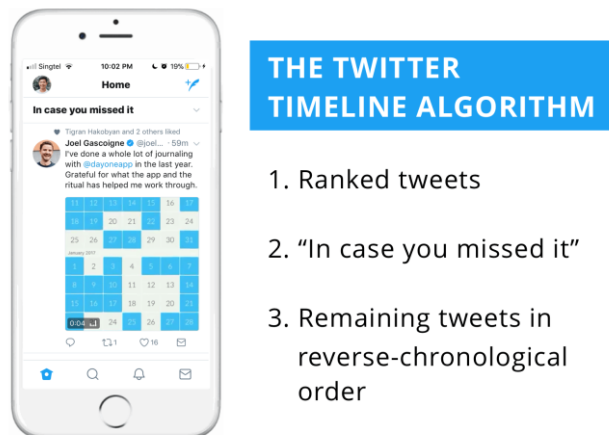 Singtel 10:02 PM 19%
Home
In case you missed it
Tigran Hakobyan and 2 others liked
Joel Gascoigne @joel... · 59m
I've done a whole lot of journaling
with @dayoneapp in the last year.
Grateful for what the app and the
ritual has helped me work through.
11 12 13 14 15 16 17
18 19 20 21 22 23 24
25 26 27 28 29 30 31
January 2017
1 2 3 4 5 6 7
8 9 10 11 12 13 14
15 16 17 18 19 20 21
0:04 24 25 26 27 28
1 16
THE TWITTER
TIMELINE ALGORITHM
1. Ranked tweets
2. “In case you missed it”
3. Remaining tweets in
reverse-chronological
order